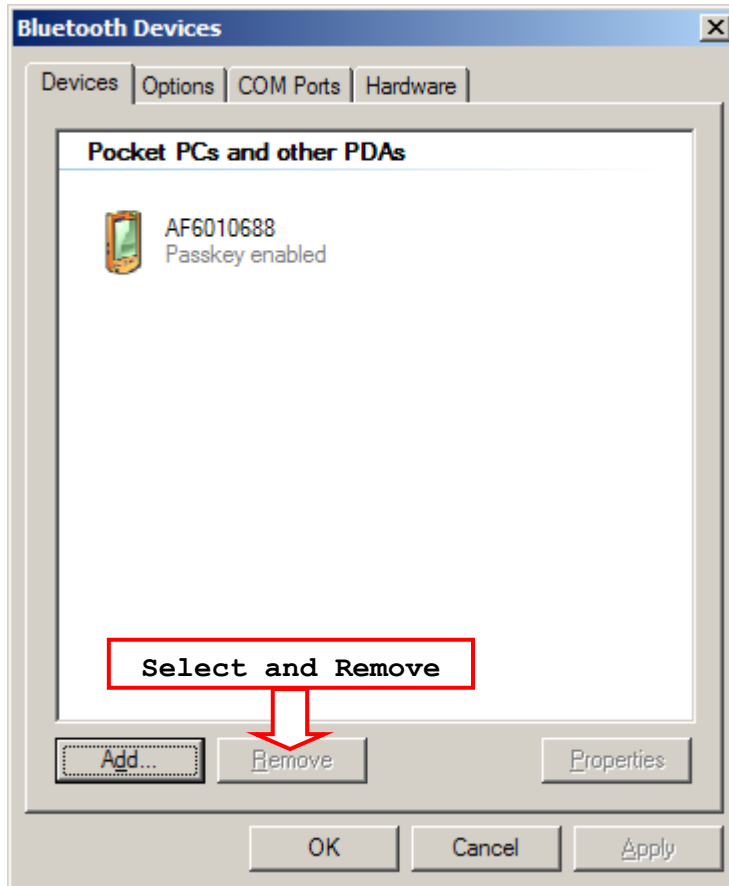 Bluetooth Devices
Devices Options COM Ports Hardware
Pocket PCs and other PDAs
AF6010688
Passkey enabled
Select and Remove
Add... Remove Properties
OK Cancel Apply